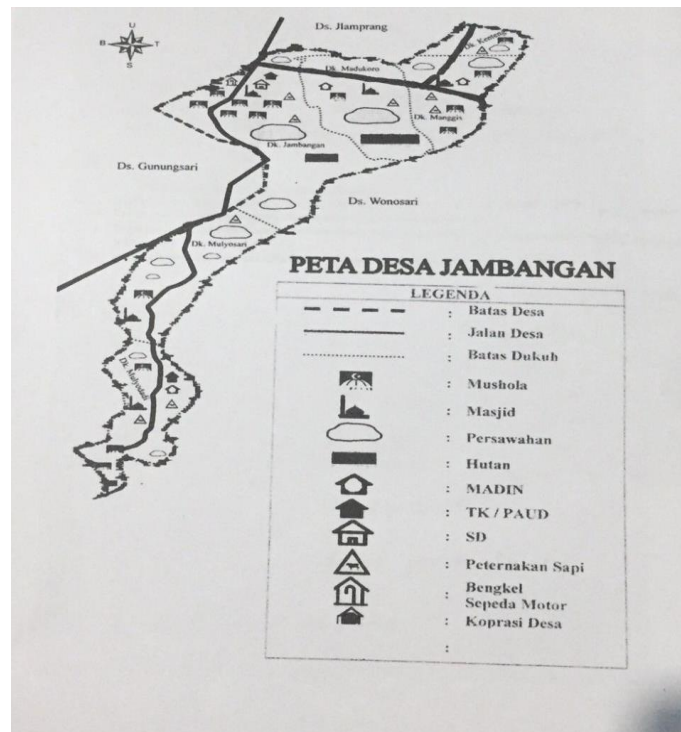 Ds. Jlamprang
U
B T
S
Dk. Madukoro
Dk. Manggis
Dk. Jambangan
Ds. Gunungsari
Ds. Wonosari
Dk. Mulyosari
PETA DESA JAMBANGAN
LEGENDA
: Batas Desa
: Jalan Desa
: Batas Dukuh
: Mushola
: Masjid
: Persawahan
: Hutan
: MADIN
: TK / PAUD
: SD
: Peternakan Sapi
: Bengkel
Sepeda Motor
: Koprasi Desa
: